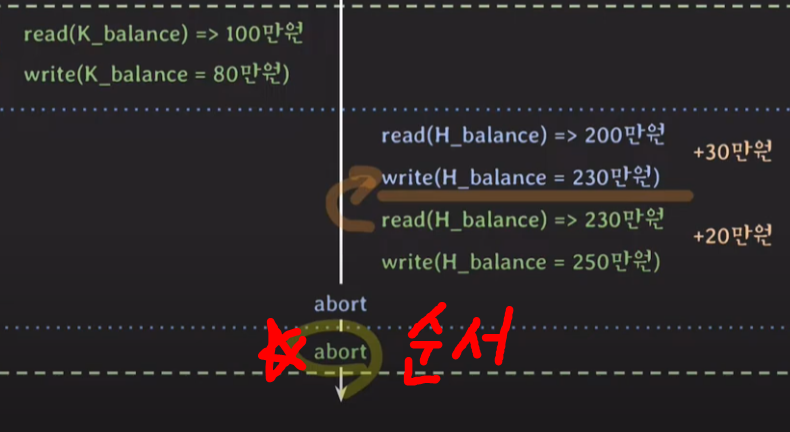 read(K_balance) => 100만원
write(K_balance = 80만원)
read(H_balance) => 200만원
+30만원
write(H_balance = 230만원)
read(H_balance) => 230만원
+20만원
write(H_balance = 250만원)
abort
abort
순서